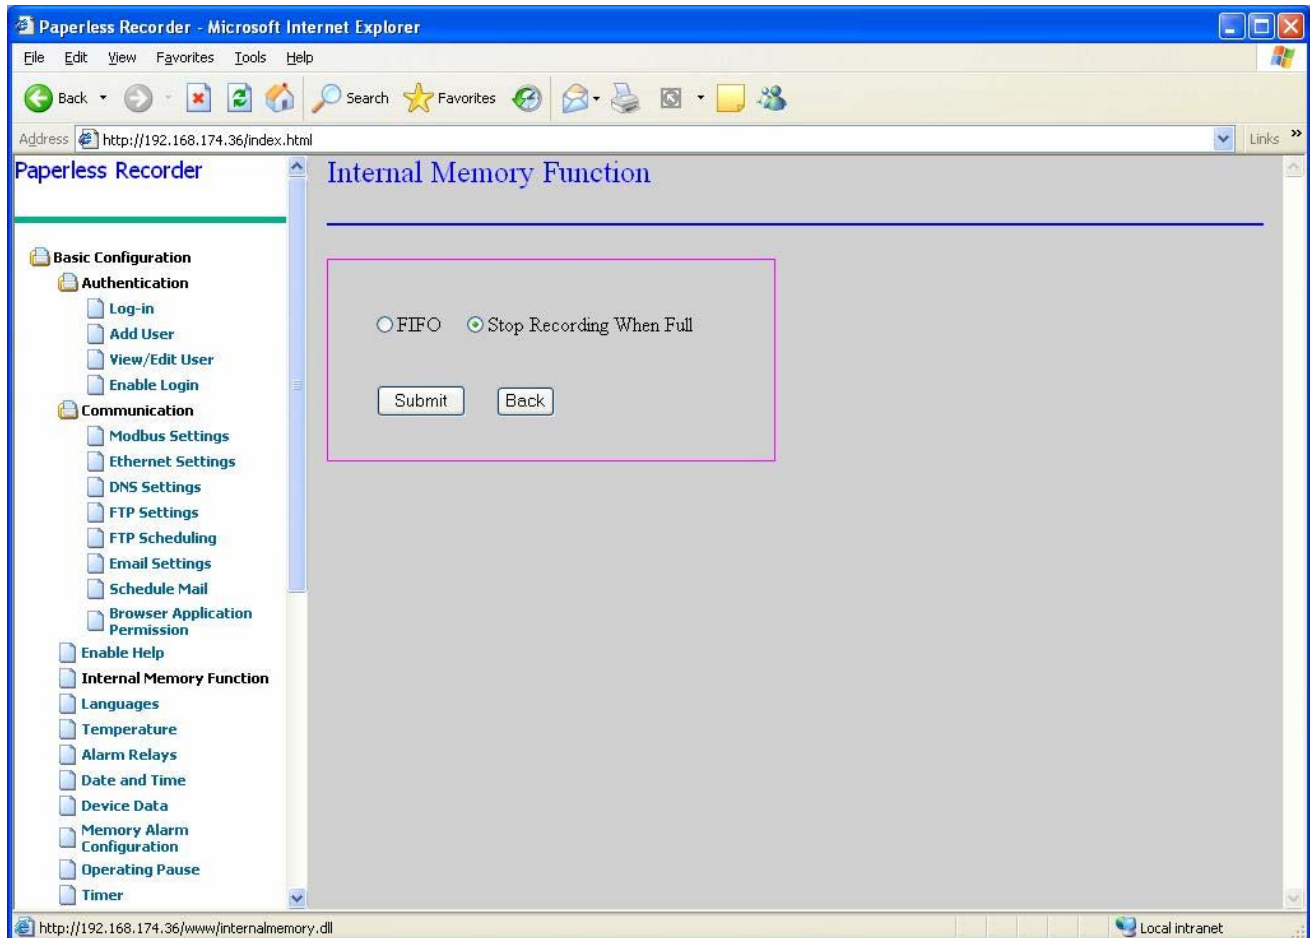 Paperless Recorder - Microsoft Internet Explorer
File Edit View Favorites Tools Help
Back Search Favorites
Address http://192.168.174.36/index.html Links »
Paperless Recorder
Basic Configuration
Authentication
Log-in
Add User
View/Edit User
Enable Login
Communication
Modbus Settings
Ethernet Settings
DNS Settings
FTP Settings
FTP Scheduling
Email Settings
Schedule Mail
Browser Application
Permission
Enable Help
Internal Memory Function
Languages
Temperature
Alarm Relays
Date and Time
Device Data
Memory Alarm
Configuration
Operating Pause
Timer
Internal Memory Function
FIFO Stop Recording When Full
Submit Back
http://192.168.174.36/www/internalmemory.dll Local intranet